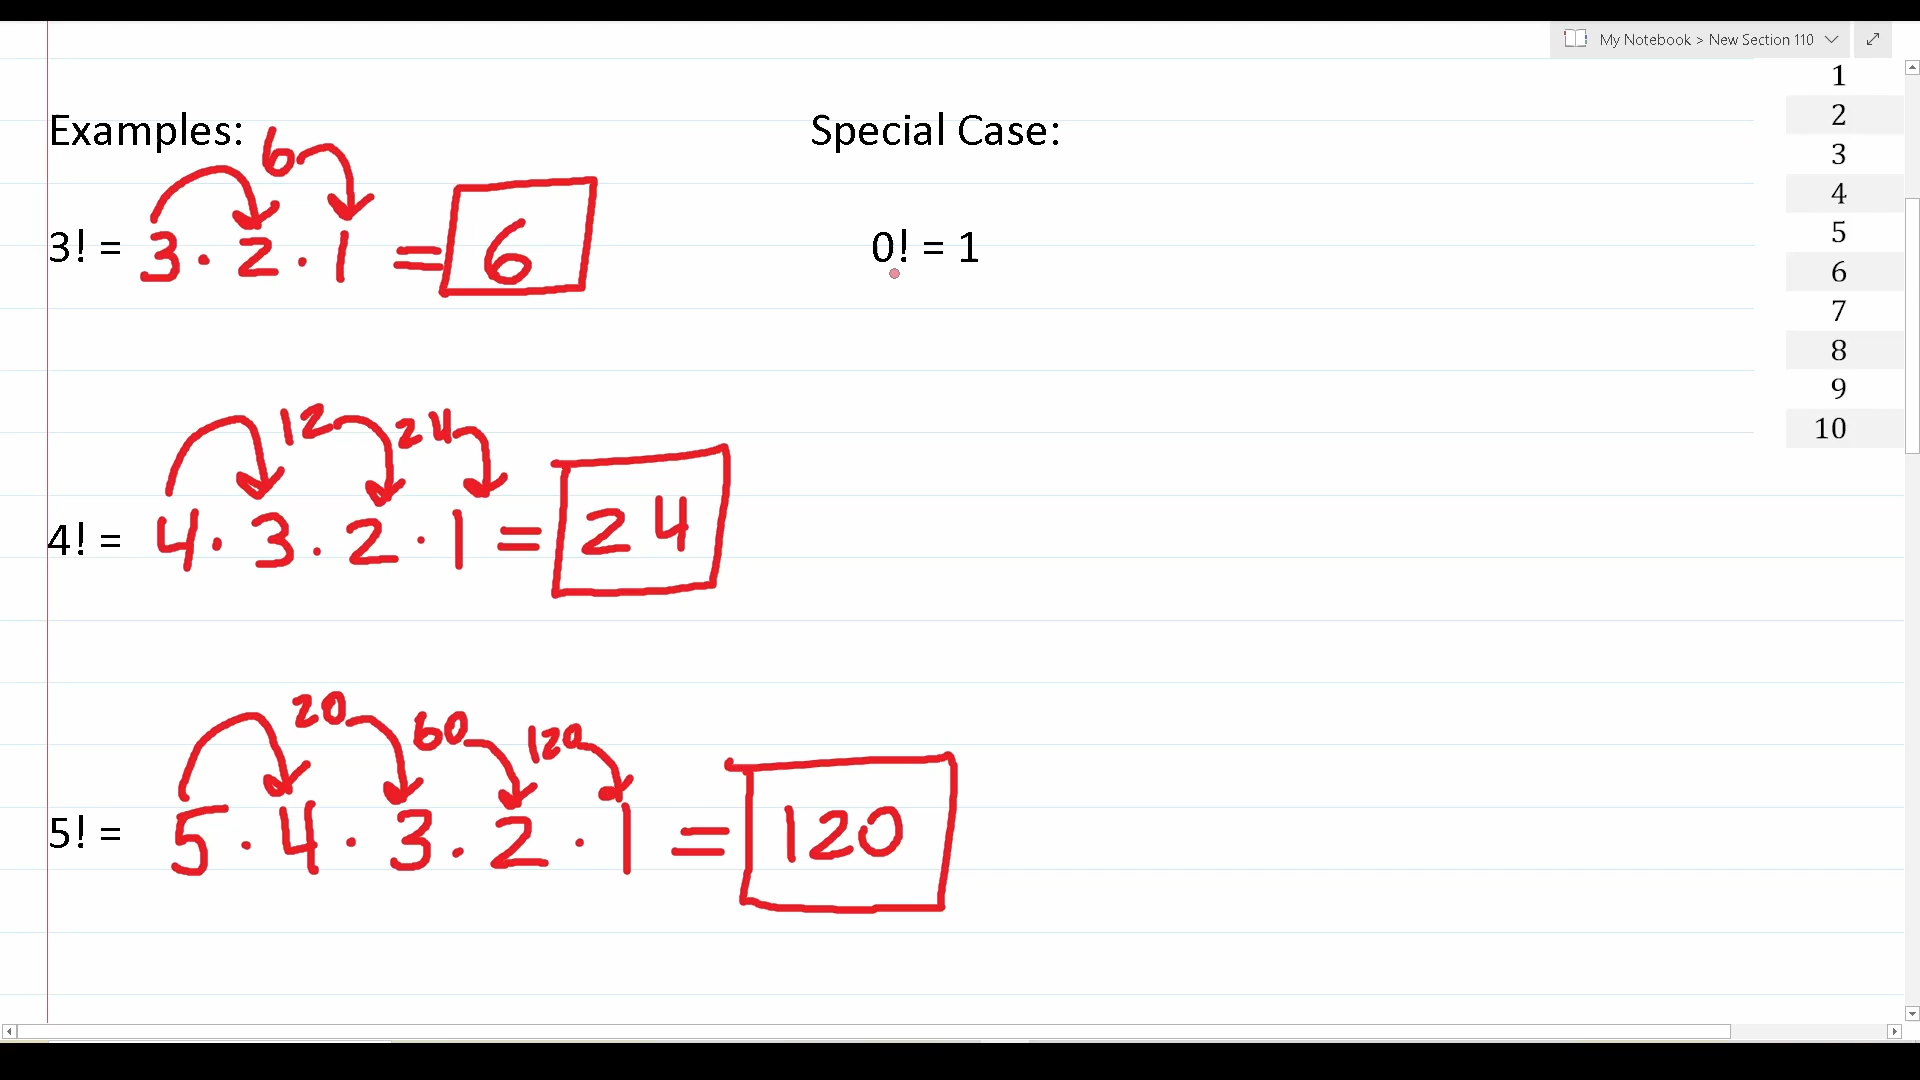 My Notebook > New Section 110
Examples:
6
3! = 3 · 2 · 1 = 6
12 24
4! = 4 · 3 · 2 · 1 = 24
20 60 120
5! = 5 · 4 · 3 · 2 · 1 = 120
Special Case:
0! = 1
1
2
3
4
5
6
7
8
9
10